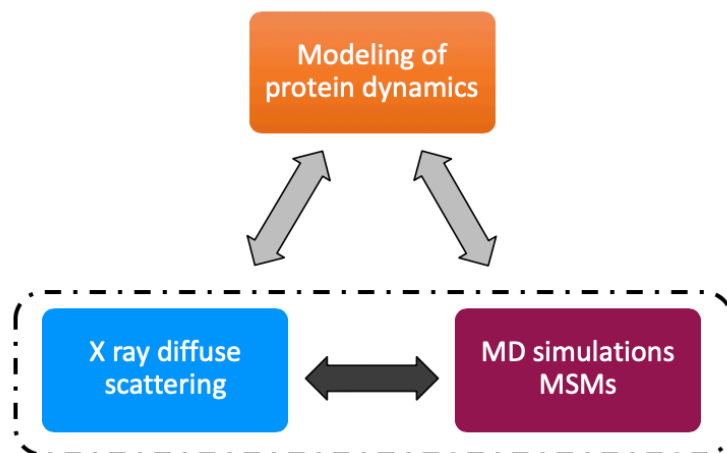 Modeling of
protein dynamics
X ray diffuse
scattering
MD simulations
MSMs